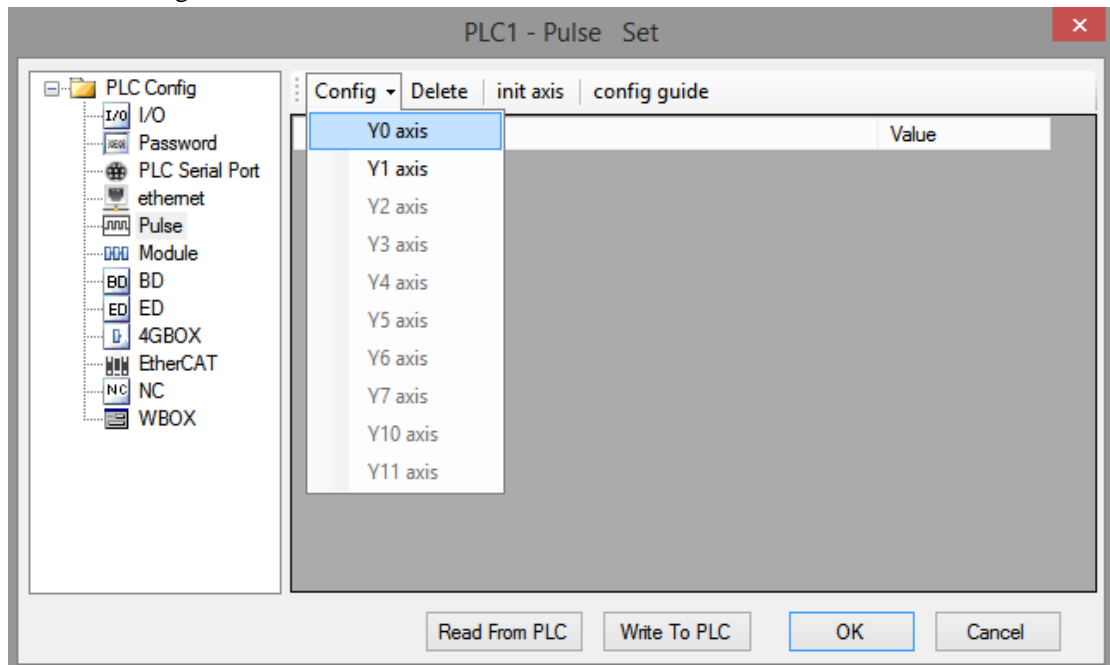 PLC1 - Pulse Set
PLC Config
I/O
Password
PLC Serial Port
ethernet
Pulse
Module
BD
ED
4GBOX
EtherCAT
NC
WBOX
Config Delete init axis config guide
Value
Y0 axis
Y1 axis
Y2 axis
Y3 axis
Y4 axis
Y5 axis
Y6 axis
Y7 axis
Y10 axis
Y11 axis
Read From PLC Write To PLC OK Cancel